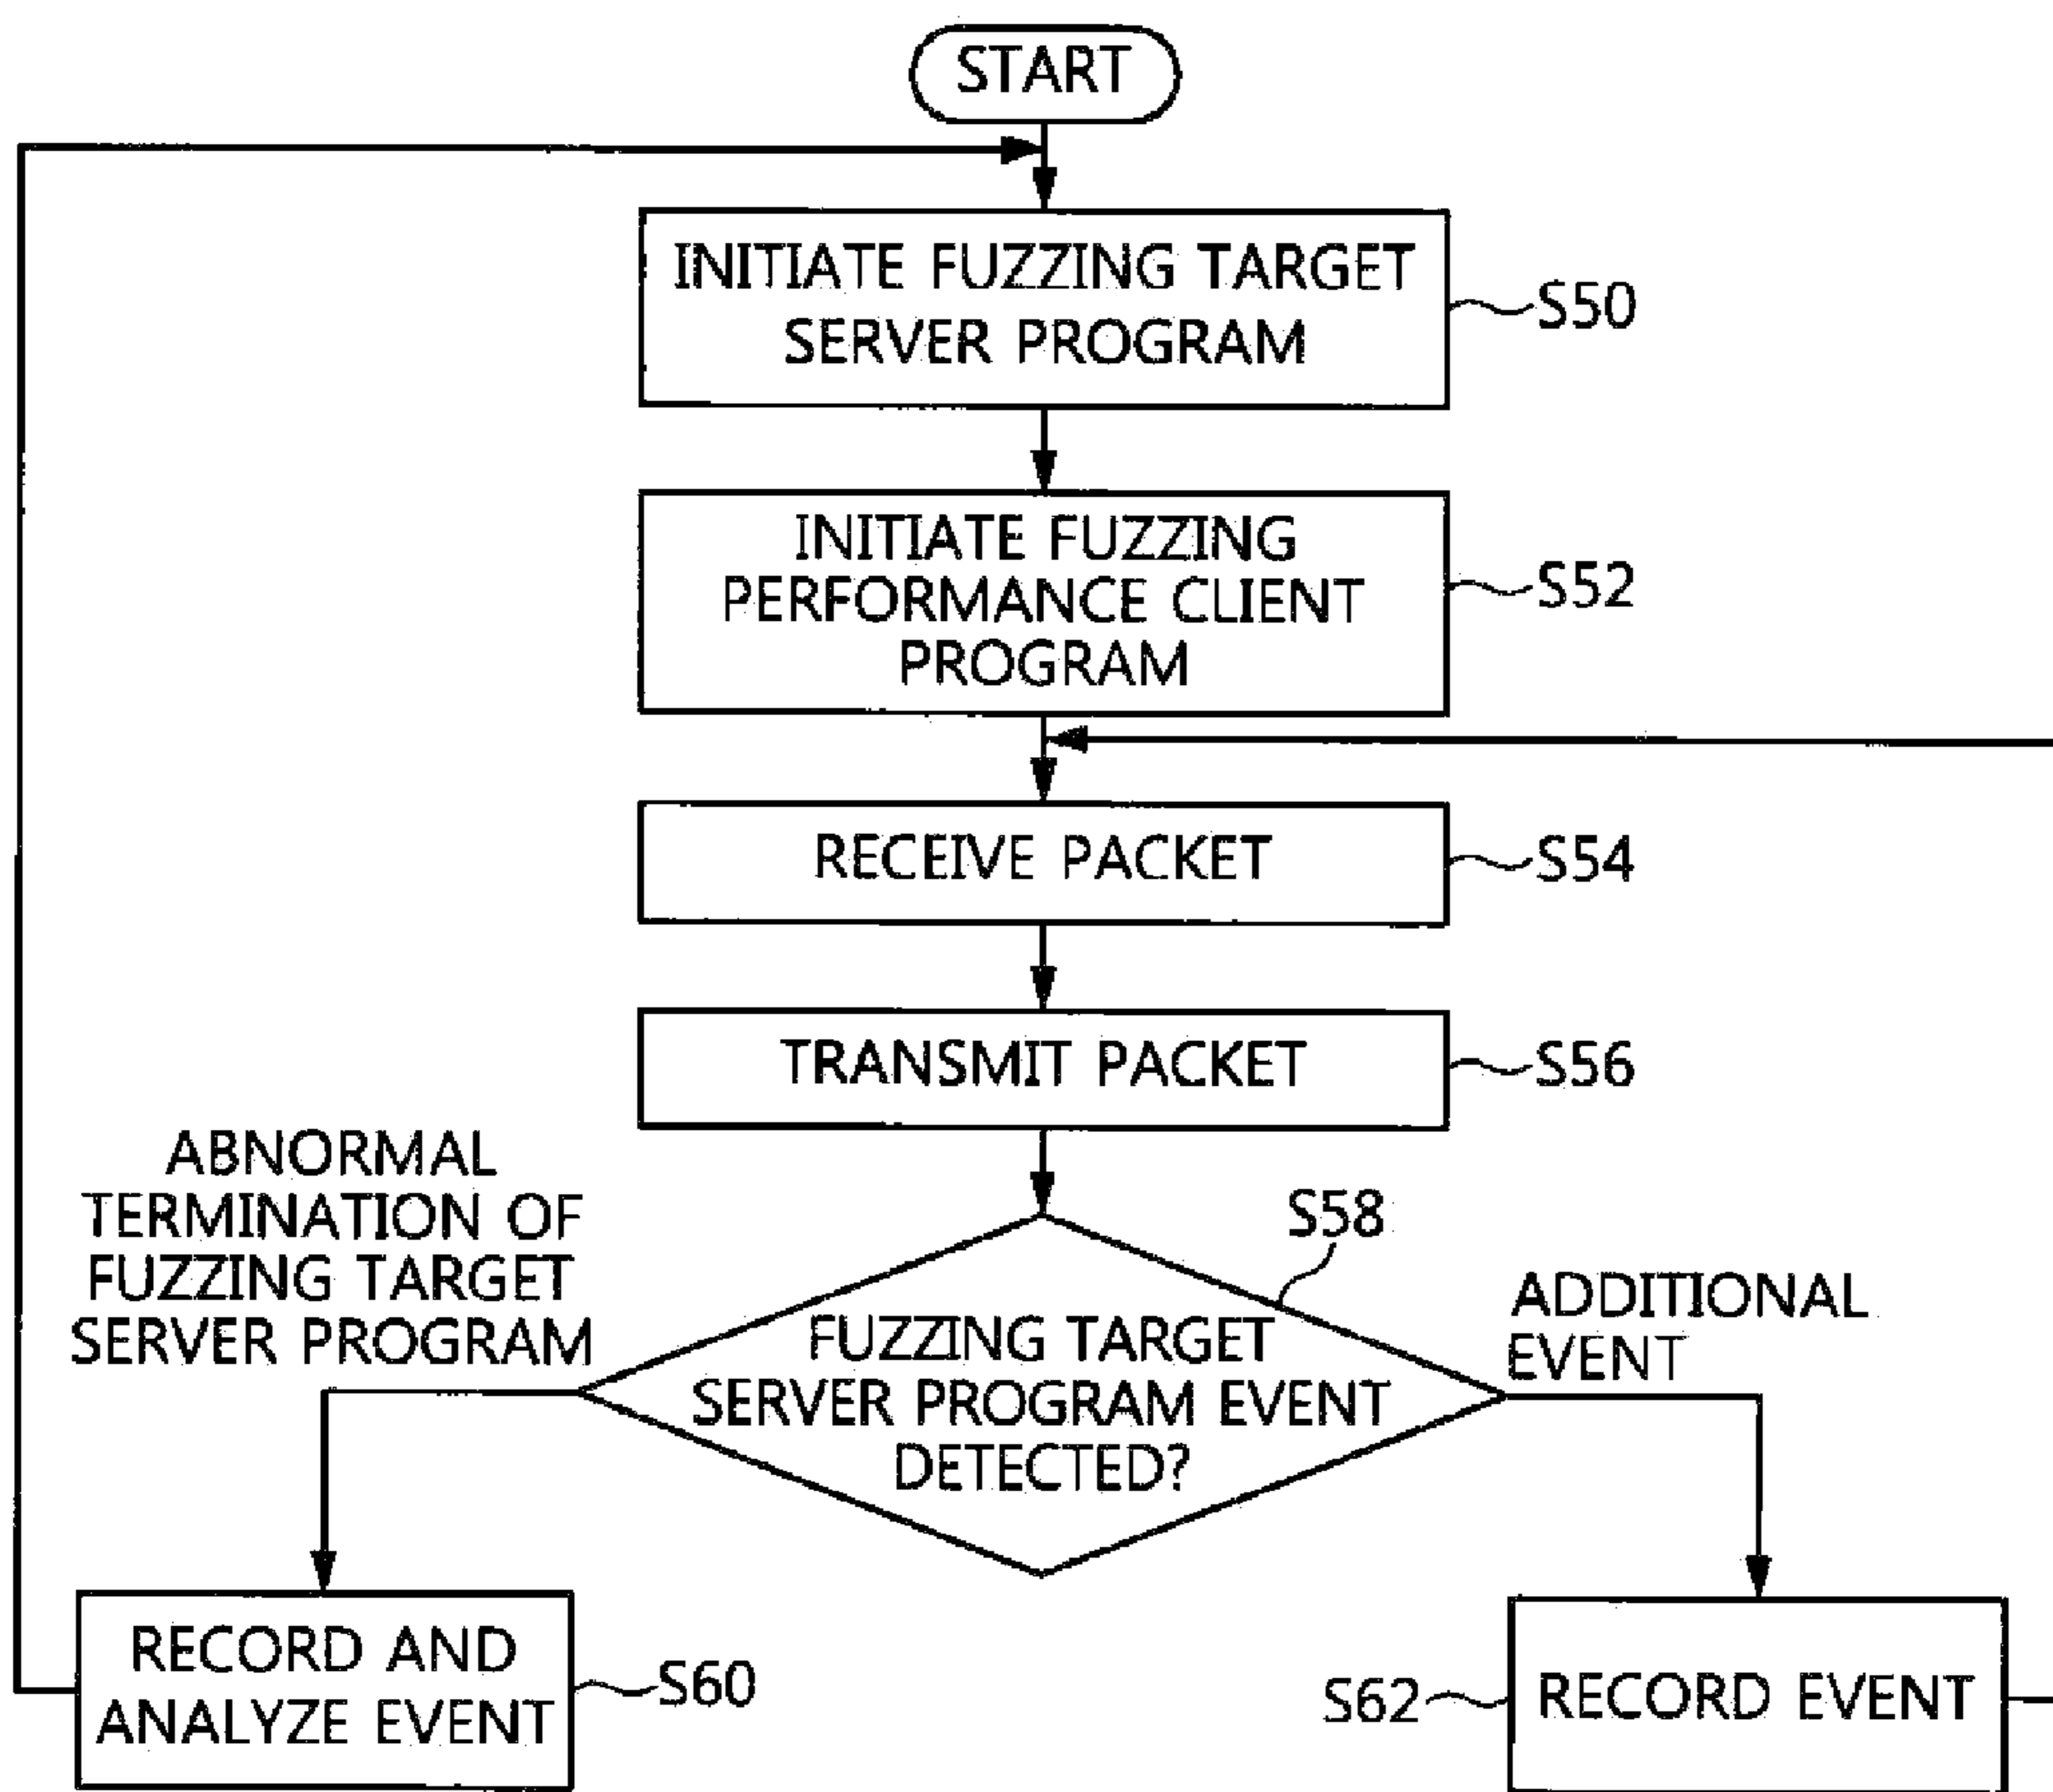 START
INITIATE FUZZING TARGET
SERVER PROGRAM
S50
INITIATE FUZZING
PERFORMANCE CLIENT
PROGRAM
S52
RECEIVE PACKET
S54
TRANSMIT PACKET
S56
ABNORMAL
TERMINATION OF
FUZZING TARGET
SERVER PROGRAM
S58
FUZZING TARGET
SERVER PROGRAM EVENT
DETECTED?
ADDITIONAL
EVENT
RECORD AND
ANALYZE EVENT
S60
S62
RECORD EVENT